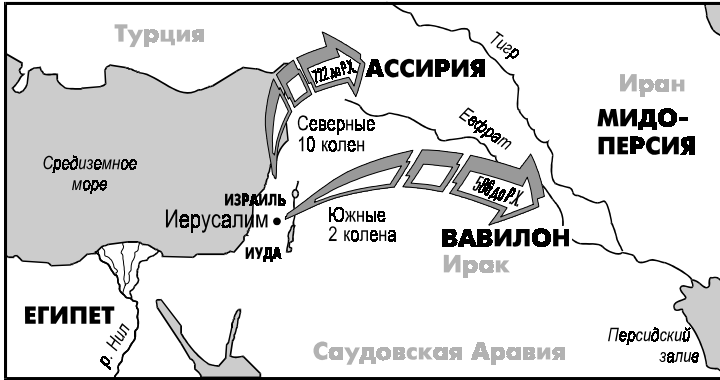 Турция
Тигр
722 до Р.Х.
АССИРИЯ
Иран
Северные
10 колен
Евфрат
МИДО-
ПЕРСИЯ
Средиземное
море
586 до Р.Х.
ИЗРАИЛЬ
Иерусалим
Южные
2 колена
ВАВИЛОН
ИУДА
Ирак
ЕГИПЕТ
р. Нил
Персидский
залив
Саудовская Аравия